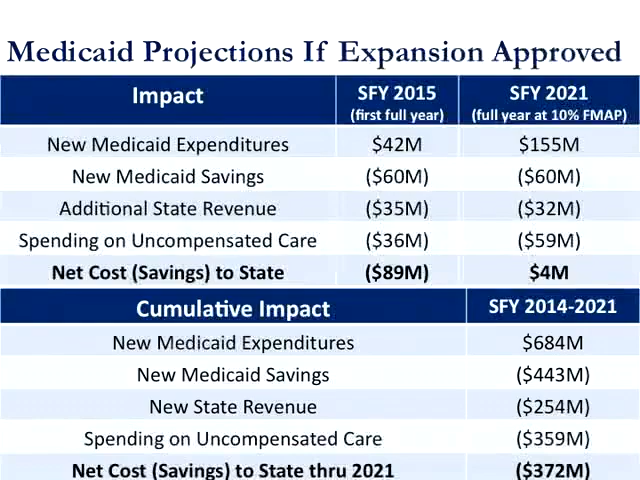 Medicaid Projections If Expansion Approved
Impact SFY 2015 (first full year) SFY 2021 (full year at 10% FMAP)
New Medicaid Expenditures $42M $155M
New Medicaid Savings ($60M) ($60M)
Additional State Revenue ($35M) ($32M)
Spending on Uncompensated Care ($36M) ($59M)
Net Cost (Savings) to State ($89M) $4M
Cumulative Impact SFY 2014-2021
New Medicaid Expenditures $684M
New Medicaid Savings ($443M)
New State Revenue ($254M)
Spending on Uncompensated Care ($359M)
Net Cost (Savings) to State thru 2021 ($372M)